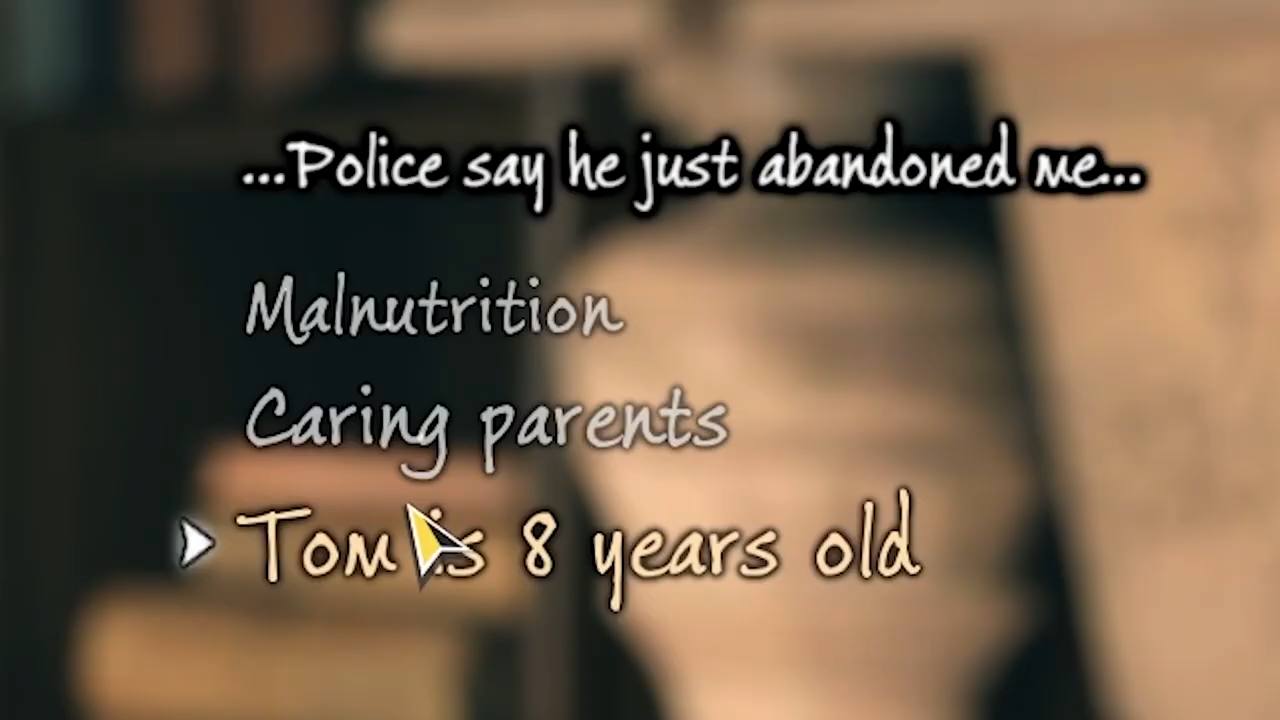 ...Police say he just abandoned me...
Malnutrition
Caring parents
Tom is 8 years old